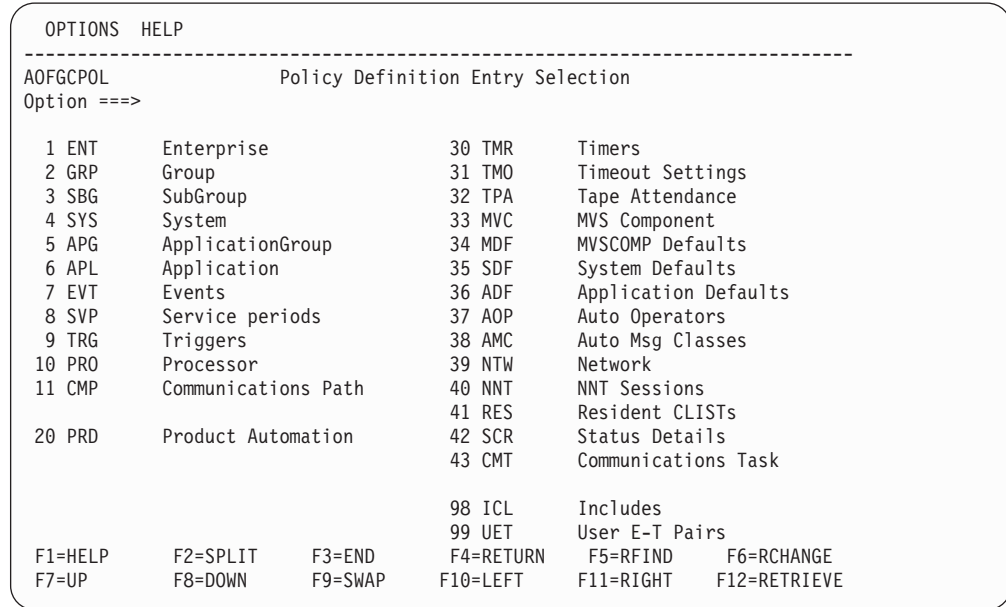 OPTIONS  HELP
------------------------------------------------------------------------------
AOFGCPOL                Policy Definition Entry Selection
Option ===>
1 ENT     Enterprise                 30 TMR     Timers
2 GRP     Group                      31 TMO     Timeout Settings
3 SBG     SubGroup                   32 TPA     Tape Attendance
4 SYS     System                     33 MVC     MVS Component
5 APG     ApplicationGroup           34 MDF     MVSCOMP Defaults
6 APL     Application                35 SDF     System Defaults
7 EVT     Events                     36 ADF     Application Defaults
8 SVP     Service periods            37 AOP     Auto Operators
9 TRG     Triggers                   38 AMC     Auto Msg Classes
10 PRO     Processor                  39 NTW     Network
11 CMP     Communications Path        40 NNT     NNT Sessions
41 RES     Resident CLISTs
20 PRD     Product Automation         42 SCR     Status Details
43 CMT     Communications Task
98 ICL     Includes
99 UET     User E-T Pairs
F1=HELP      F2=SPLIT     F3=END       F4=RETURN    F5=RFIND     F6=RCHANGE
F7=UP        F8=DOWN      F9=SWAP     F10=LEFT     F11=RIGHT    F12=RETRIEVE